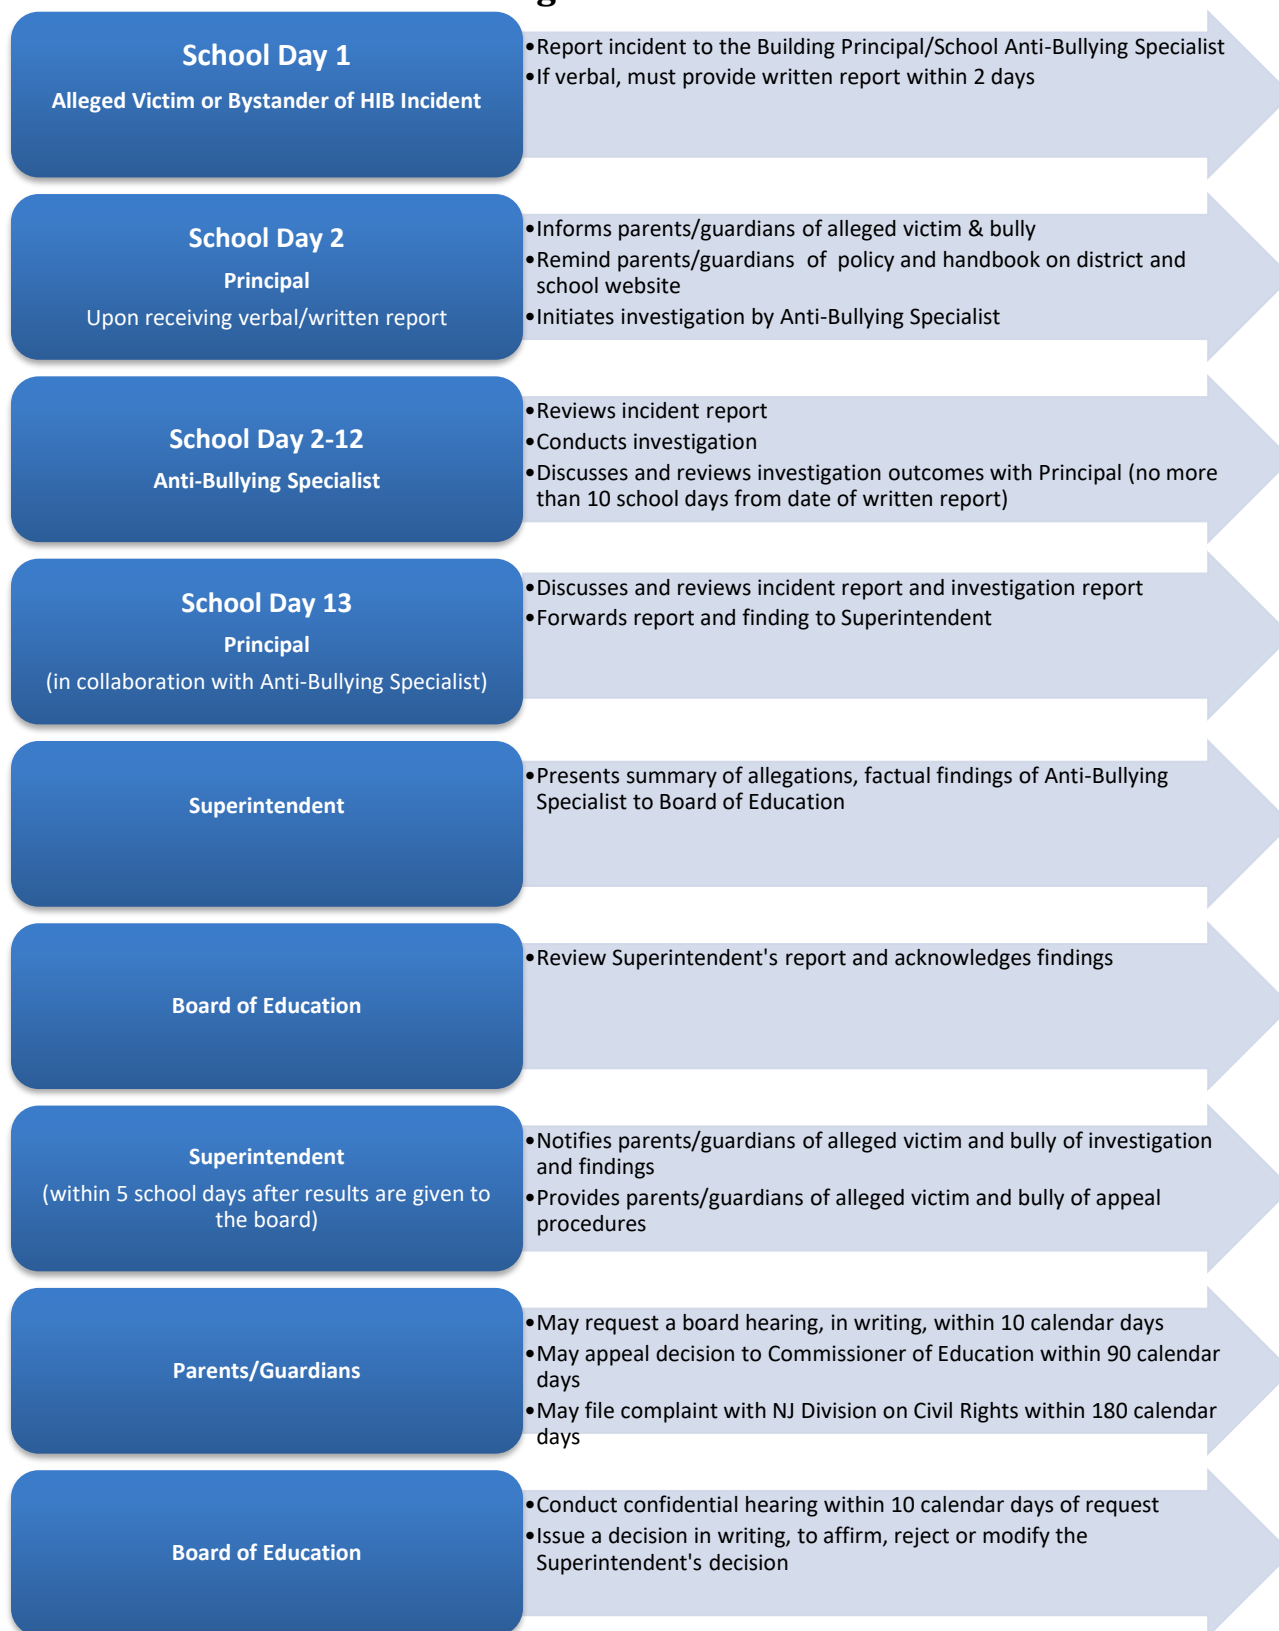 School Day 1
Alleged Victim or Bystander of HIB Incident
•Report incident to the Building Principal/School Anti-Bullying Specialist
•If verbal, must provide written report within 2 days
School Day 2
Principal
Upon receiving verbal/written report
•Informs parents/guardians of alleged victim & bully
•Remind parents/guardians of policy and handbook on district and
school website
•Initiates investigation by Anti-Bullying Specialist
School Day 2-12
Anti-Bullying Specialist
•Reviews incident report
•Conducts investigation
•Discusses and reviews investigation outcomes with Principal (no more
than 10 school days from date of written report)
School Day 13
Principal
(in collaboration with Anti-Bullying Specialist)
•Discusses and reviews incident report and investigation report
•Forwards report and finding to Superintendent
Superintendent
•Presents summary of allegations, factual findings of Anti-Bullying
Specialist to Board of Education
Board of Education
•Review Superintendent's report and acknowledges findings
Superintendent
(within 5 school days after results are given to
the board)
•Notifies parents/guardians of alleged victim and bully of investigation
and findings
•Provides parents/guardians of alleged victim and bully of appeal
procedures
Parents/Guardians
•May request a board hearing, in writing, within 10 calendar days
•May appeal decision to Commissioner of Education within 90 calendar
days
•May file complaint with NJ Division on Civil Rights within 180 calendar
days
Board of Education
•Conduct confidential hearing within 10 calendar days of request
•Issue a decision in writing, to affirm, reject or modify the
Superintendent's decision